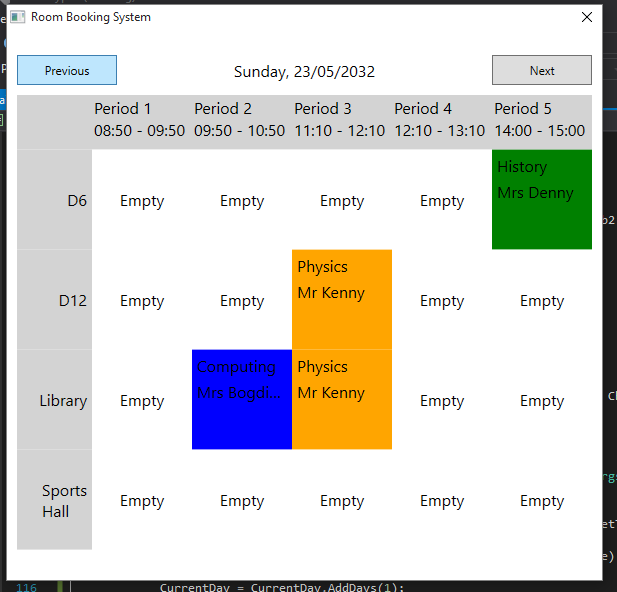 Room Booking System
Previous
Sunday, 23/05/2032
Next
Period 1 Period 2 Period 3 Period 4 Period 5
08:50 - 09:50 09:50 - 10:50 11:10 - 12:10 12:10 - 13:10 14:00 - 15:00
D6 Empty Empty Empty Empty History
Mrs Denny
D12 Empty Empty Physics Empty Empty
Mr Kenny
Library Empty Computing Physics Empty Empty
Mrs Bogdi... Mr Kenny
Sports
Hall Empty Empty Empty Empty Empty
116 CurrentDay = CurrentDay.AddDays(1);